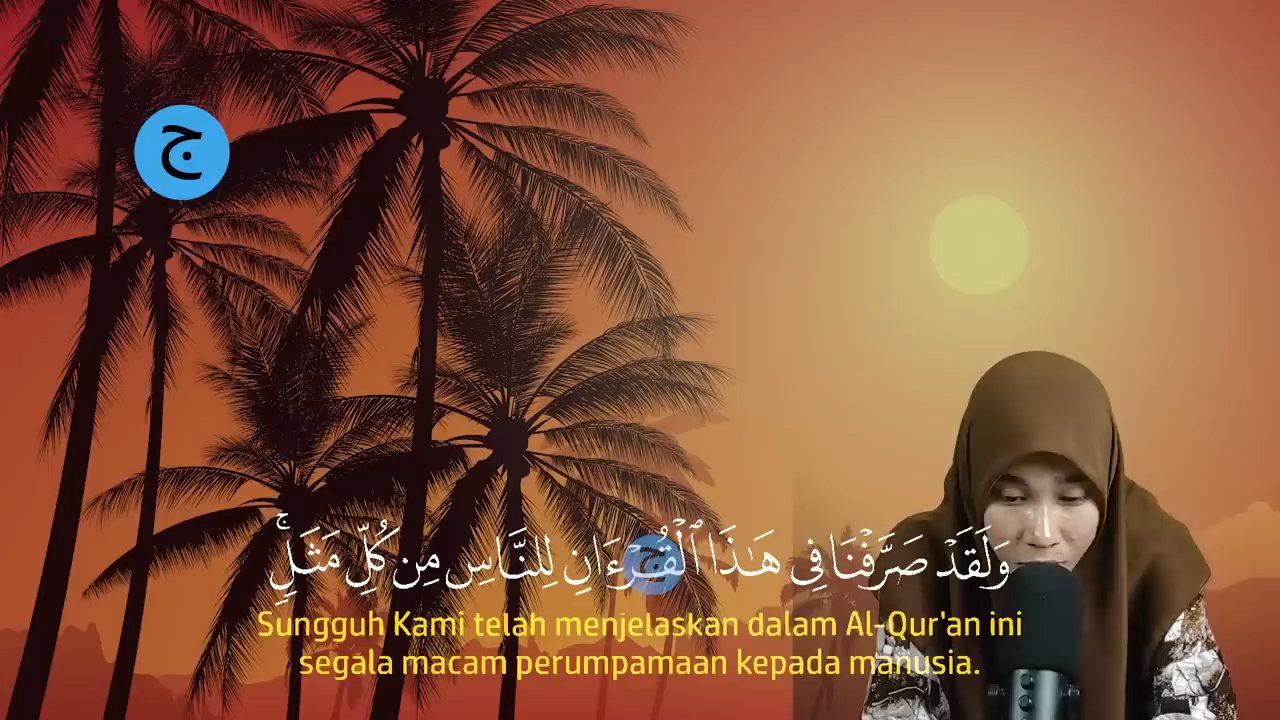 ج
وَلَقَدْ صَرَّفْنَا فِى هَـٰذَا ٱلْقُرْءَانِ لِلنَّاسِ مِن كُلِّ مَثَلٍۢ ۚ
Sungguh Kami telah menjelaskan dalam Al-Qur'an ini
segala macam perumpamaan kepada manusia.